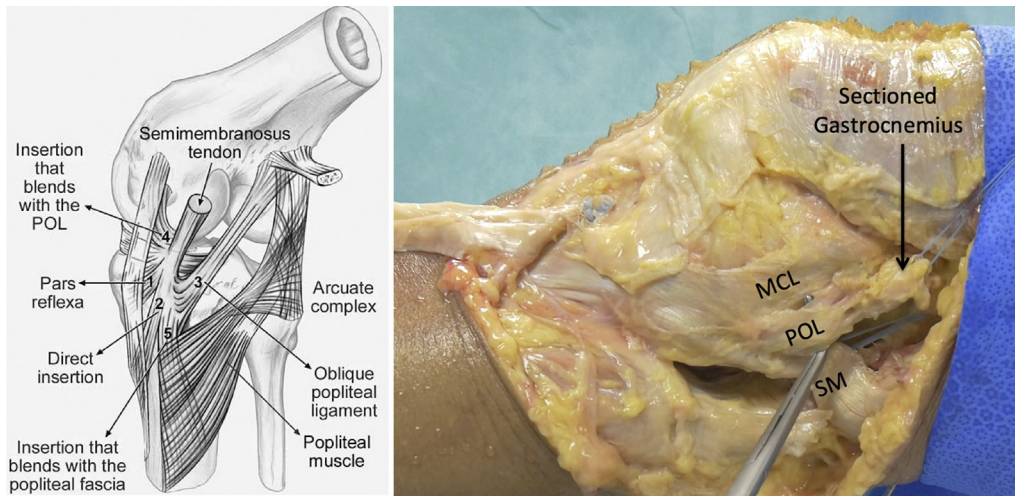 Semimembranosus
tendon
Insertion
that
blends
with the
POL
4
Pars
reflexa
1
3
2
5
Arcuate
complex
Direct
insertion
Oblique
popliteal
ligament
Insertion that
blends with the
popliteal fascia
Popliteal
muscle
Sectioned
Gastrocnemius
MCL
POL
SM